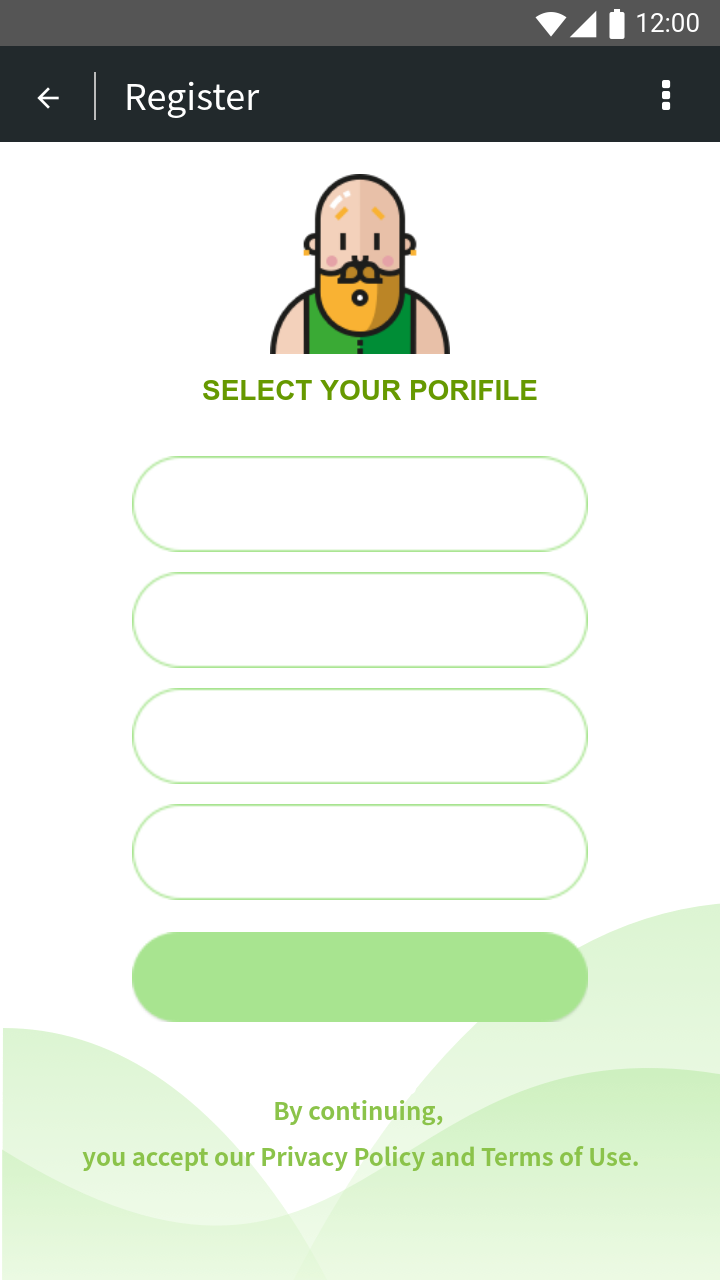 12:00
Register
SELECT YOUR PORIFILE
By continuing,
you accept our Privacy Policy and Terms of Use.